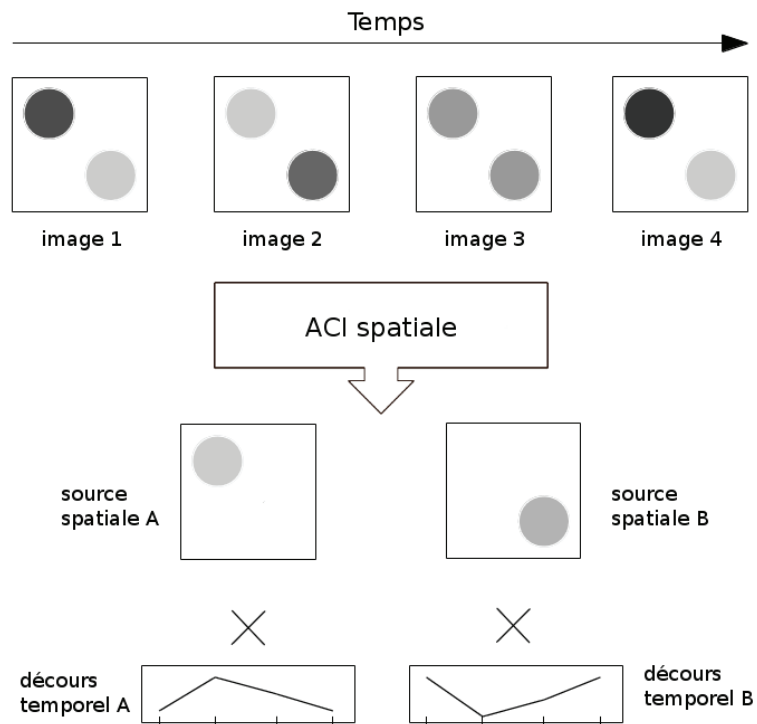 Temps
image 1
image 2
image 3
image 4
ACI spatiale
source
spatiale A
source
spatiale B
décours
temporel A
décours
temporel B